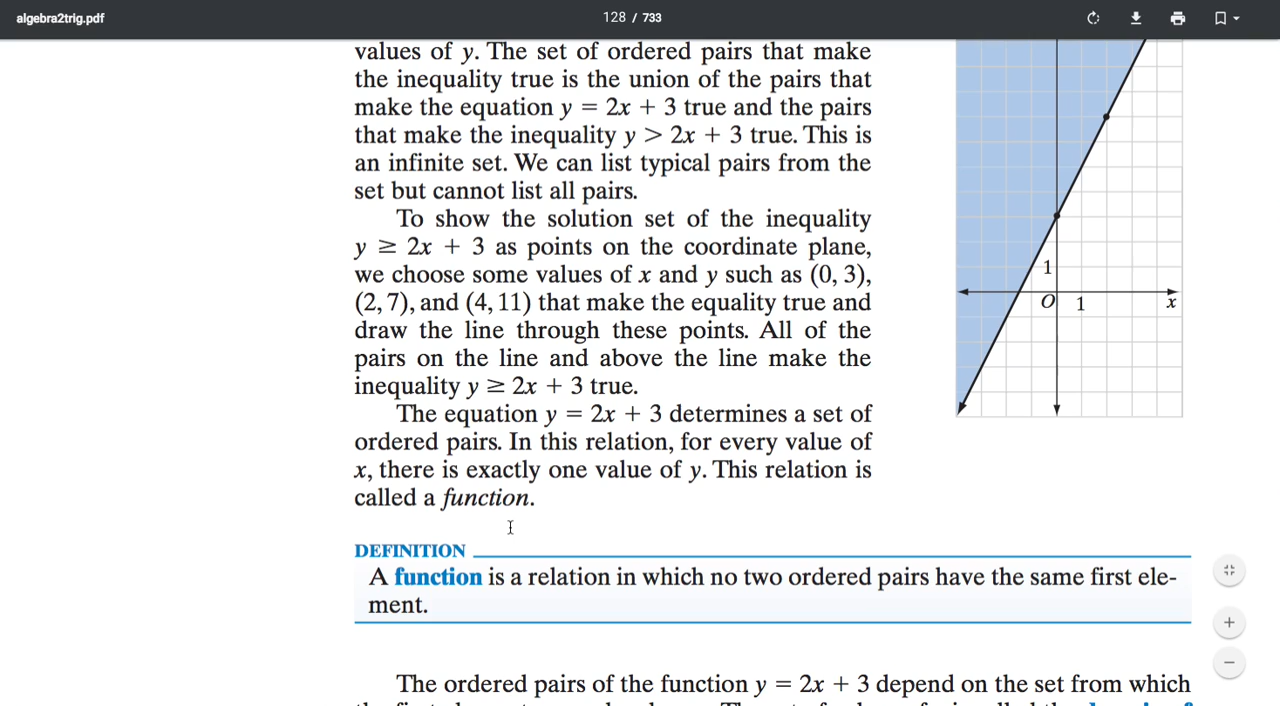 algebra2trig.pdf
128 / 733
values of y. The set of ordered pairs that make
the inequality true is the union of the pairs that
make the equation y = 2x + 3 true and the pairs
that make the inequality y > 2x + 3 true. This is
an infinite set. We can list typical pairs from the
set but cannot list all pairs.
To show the solution set of the inequality
y ≥ 2x + 3 as points on the coordinate plane,
we choose some values of x and y such as (0, 3),
(2, 7), and (4, 11) that make the equality true and
draw the line through these points. All of the
pairs on the line and above the line make the
inequality y ≥ 2x + 3 true.
The equation y = 2x + 3 determines a set of
ordered pairs. In this relation, for every value of
x, there is exactly one value of y. This relation is
called a function.
1
O 1 x
DEFINITION
A function is a relation in which no two ordered pairs have the same first ele-
ment.
The ordered pairs of the function y = 2x + 3 depend on the set from which